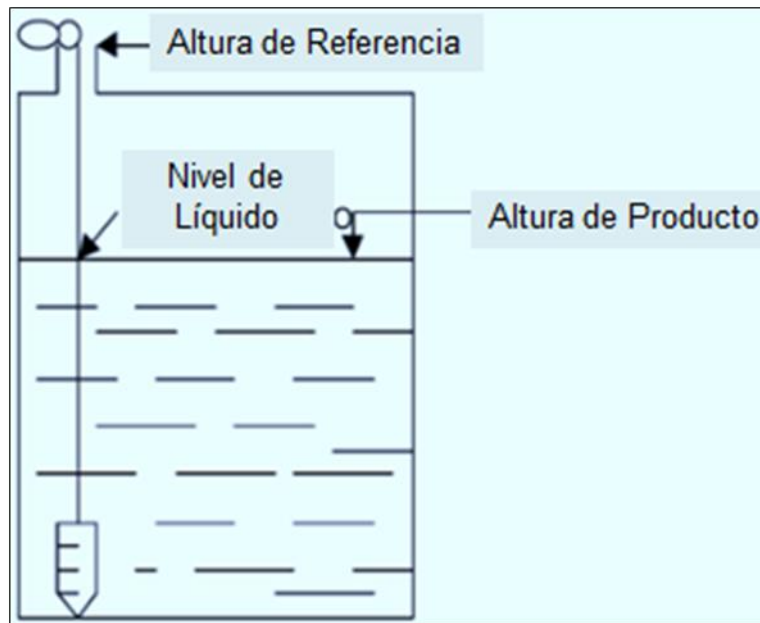 Altura de Referencia
Nivel de
Líquido
Altura de Producto